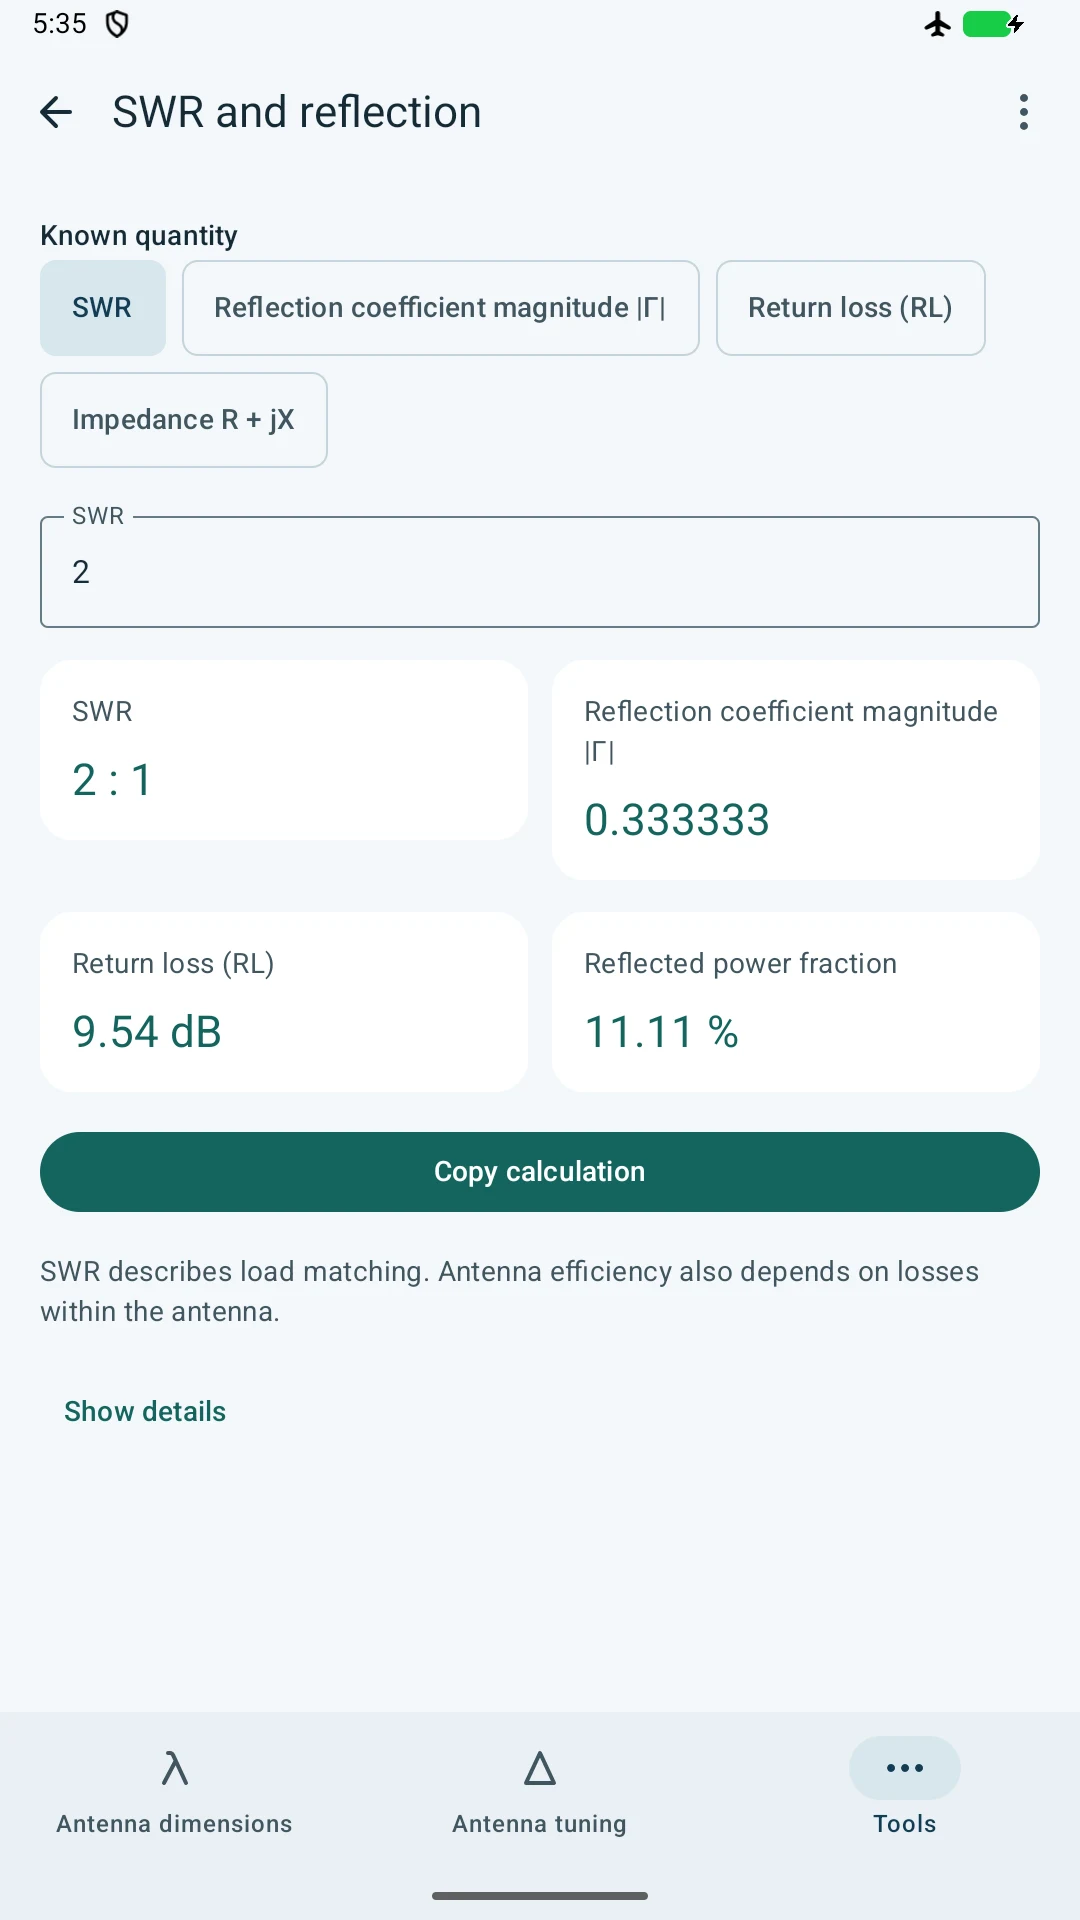 5:35
SWR and reflection
Known quantity
SWR
Reflection coefficient magnitude |Γ|
Return loss (RL)
Impedance R + jX
SWR
2
SWR
2 : 1
Reflection coefficient magnitude
|Γ|
0.333333
Return loss (RL)
9.54 dB
Reflected power fraction
11.11 %
Copy calculation
SWR describes load matching. Antenna efficiency also depends on losses
within the antenna.
Show details
λ
Antenna dimensions
Δ
Antenna tuning
Tools